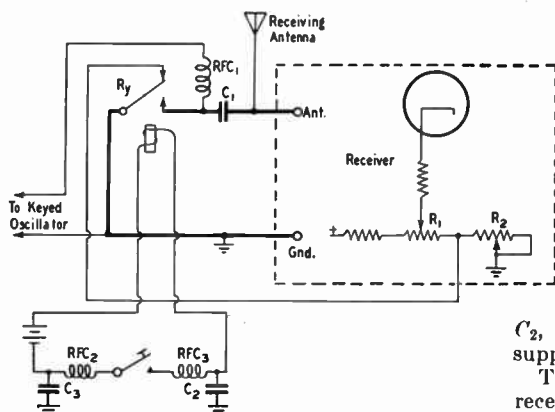 Receiving
Antenna
RFC₁
Ry
C₁
Ant.
Receiver
To Keyed
Oscillator
R₁
R₂
±
Gnd.
RFC₂
RFC₃
C₃
C₂
C₂,
supp
T
rece